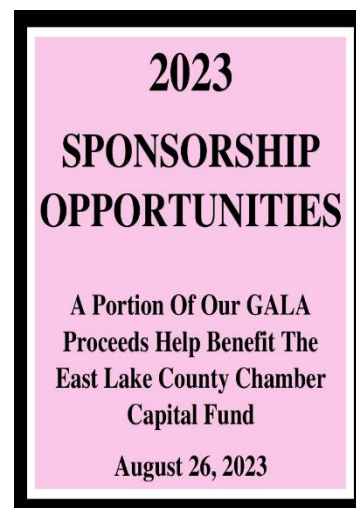 2023
SPONSORSHIP
OPPORTUNITIES
A Portion Of Our GALA
Proceeds Help Benefit The
East Lake County Chamber
Capital Fund
August 26, 2023